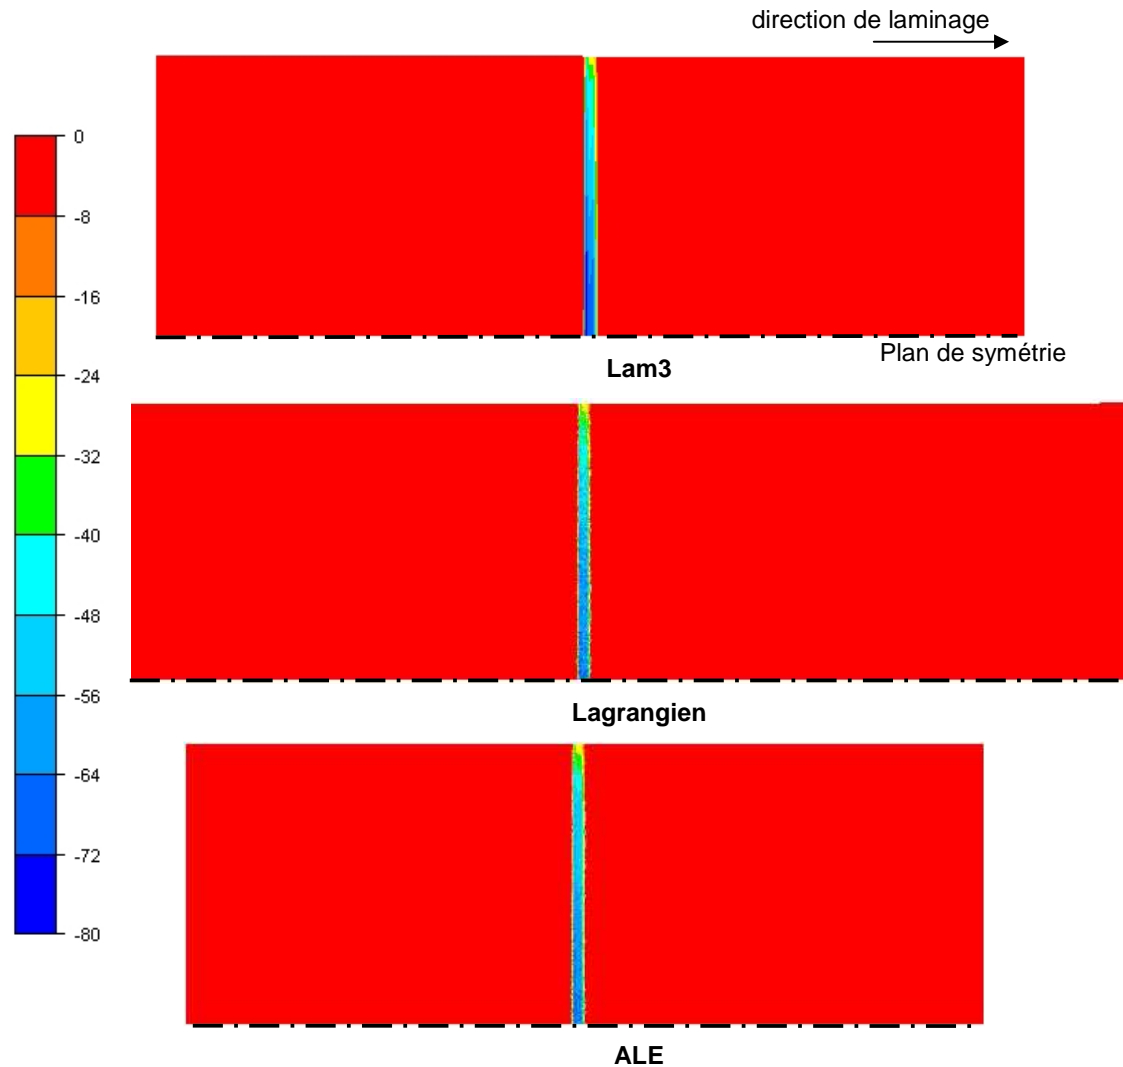 direction de laminage
0
-8
-16
-24
-32
-40
-48
-56
-64
-72
-80
Plan de symétrie
Lam3
Lagrangien
ALE